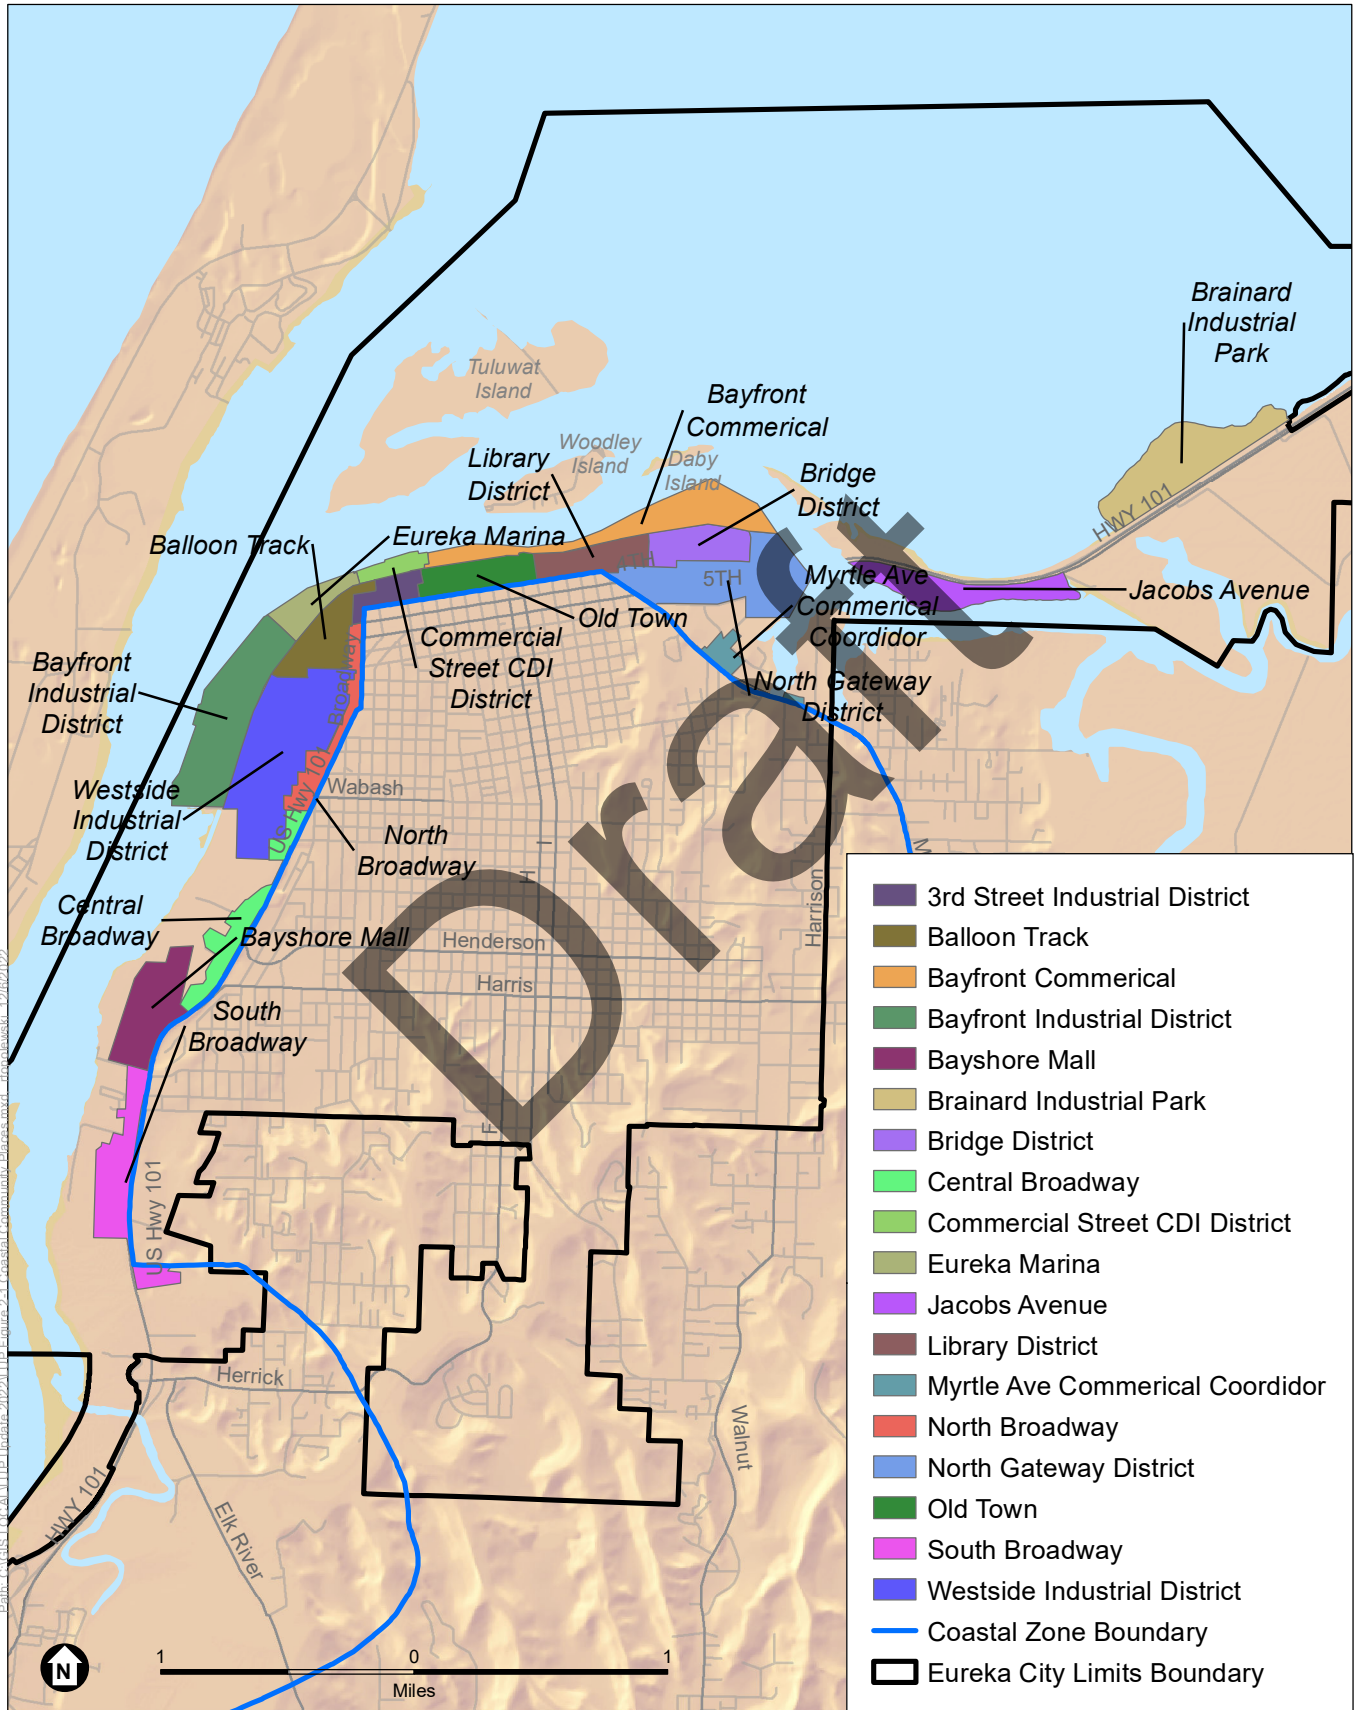 Brainard
Industrial
Park
Tuluwat
Island
Bayfront
Commerical
Woodley
Island
Daby
Island
Library
District
Bridge
District
Balloon Track
Eureka Marina
HWY 101
4TH
5TH
Myrtle Ave
Commerical
Coordidor
Jacobs Avenue
Old Town
Commercial
Street CDI
District
Bayfront
Industrial
District
Broadway
North Gateway
District
Westside
Industrial
District
US Hwy 101
Wabash
North
Broadway
H
I
Harrison
M
Central
Broadway
Bayshore Mall
Henderson
Harris
South
Broadway
Draft
F
US Hwy 101
Herrick
Walnut
HWY 101
Elk River
3rd Street Industrial District
Balloon Track
Bayfront Commerical
Bayfront Industrial District
Bayshore Mall
Brainard Industrial Park
Bridge District
Central Broadway
Commercial Street CDI District
Eureka Marina
Jacobs Avenue
Library District
Myrtle Ave Commerical Coordidor
North Broadway
North Gateway District
Old Town
South Broadway
Westside Industrial District
Coastal Zone Boundary
Eureka City Limits Boundary
N
1 0 1
Miles